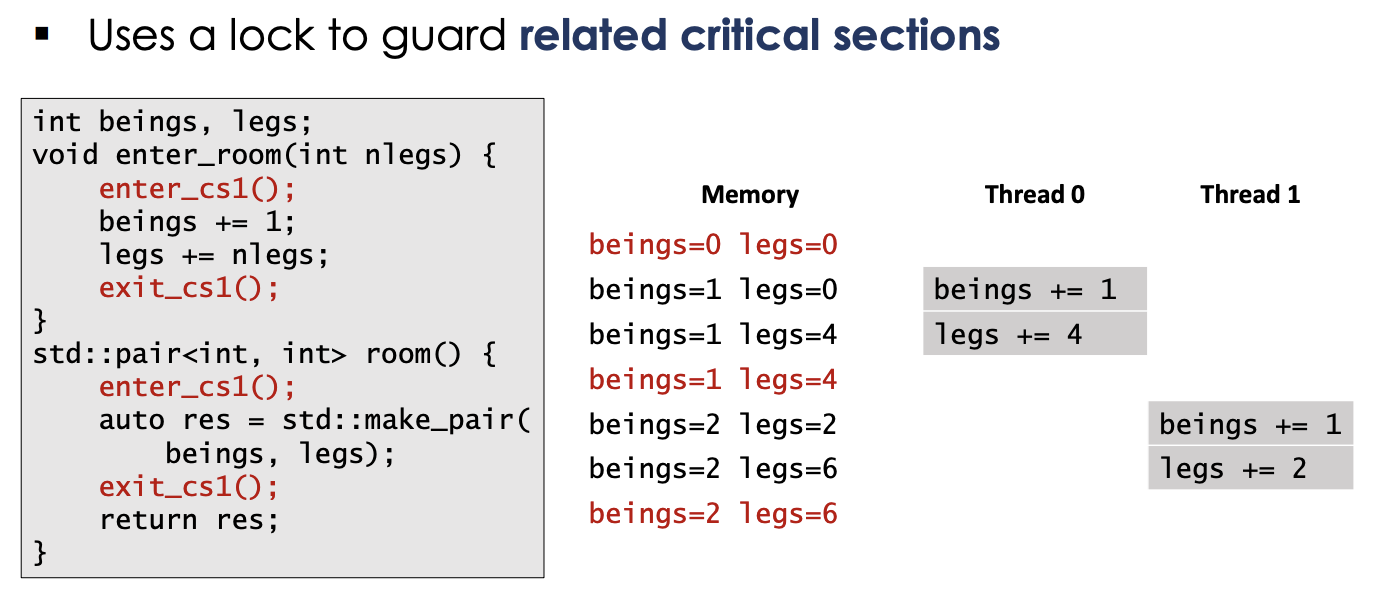 ▪ Uses a lock to guard related critical sections
int beings, legs;
void enter_room(int nlegs) {
    enter_cs1();
    beings += 1;
    legs += nlegs;
    exit_cs1();
}
std::pair<int, int> room() {
    enter_cs1();
    auto res = std::make_pair(
        beings, legs);
    exit_cs1();
    return res;
}
Memory Thread 0 Thread 1
beings=0 legs=0
beings=1 legs=0 beings += 1
beings=1 legs=4 legs += 4
beings=1 legs=4
beings=2 legs=2 beings += 1
beings=2 legs=6 legs += 2
beings=2 legs=6